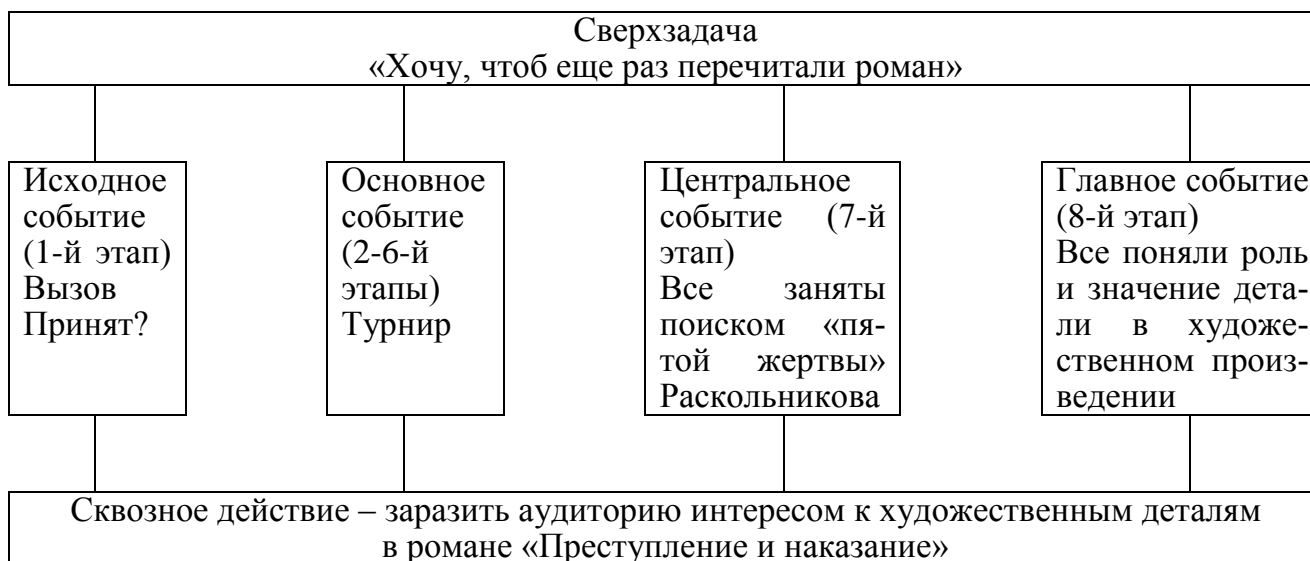 Сверхзадача
«Хочу, чтоб еще раз перечитали роман»
Исходное
событие
(1-й этап)
Вызов
Принят?
Основное
событие
(2-6-й
этапы)
Турнир
Центральное
событие (7-й
этап)
Все заняты
поиском «пя-
той жертвы»
Раскольникова
Главное событие
(8-й этап)
Все поняли роль
и значение дета-
ли в художе-
ственном произ-
ведении
Сквозное действие – заразить аудиторию интересом к художественным деталям
в романе «Преступление и наказание»